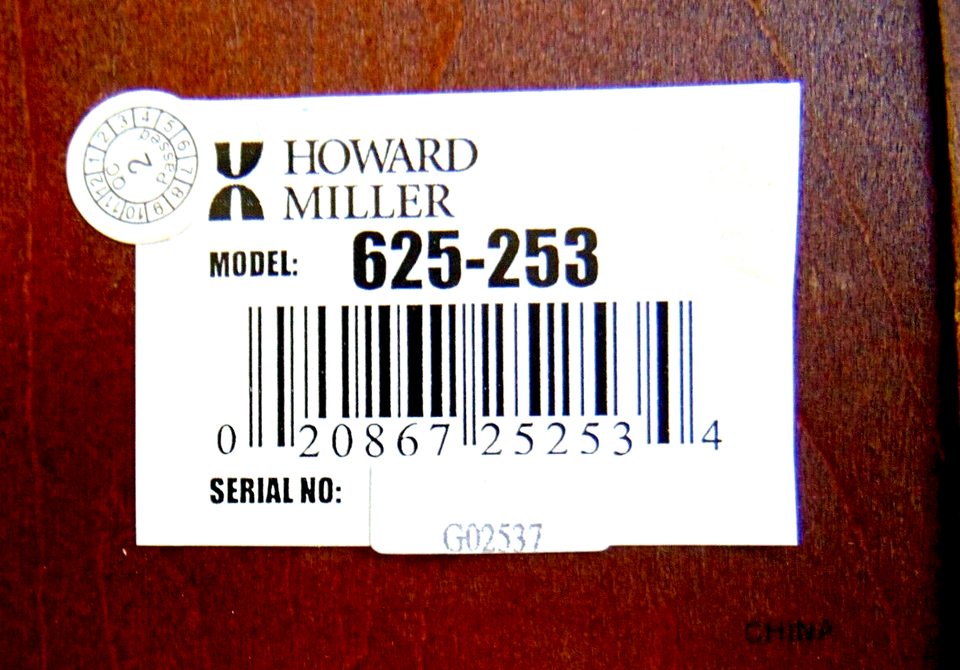 1 2 3 4 5 6 7 8 9 10 11 12
QC Passed
2
HOWARD
MILLER
MODEL: 625-253
0 20867 25253 4
SERIAL NO:
G02537
CHINA